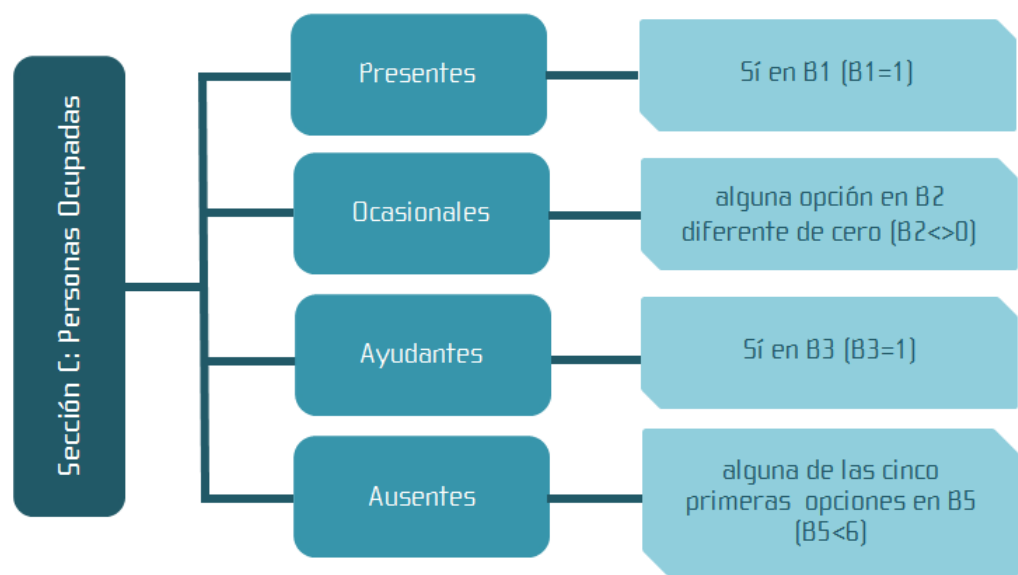 Sección C: Personas Ocupadas
Presentes
Sí en B1 (B1=1)
Ocasionales
alguna opción en B2
diferente de cero (B2<>0)
Ayudantes
Sí en B3 (B3=1)
Ausentes
alguna de las cinco
primeras opciones en B5
(B5<6)